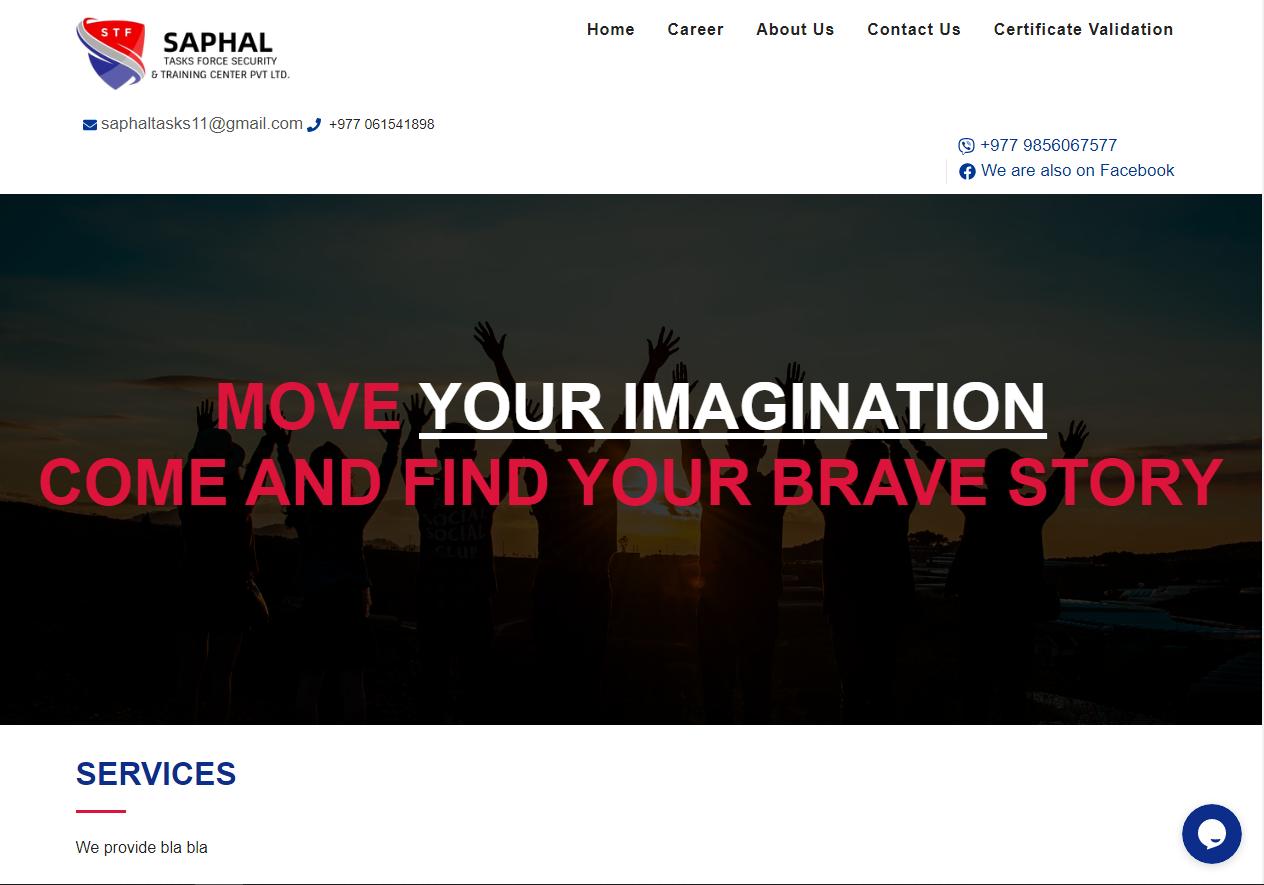 STF
SAPHAL
TASKS FORCE SECURITY
& TRAINING CENTER PVT LTD.
Home Career About Us Contact Us Certificate Validation
saphaltasks11@gmail.com +977 061541898
+977 9856067577
We are also on Facebook
MOVE YOUR IMAGINATION
COME AND FIND YOUR BRAVE STORY
SOCIAL
SOCIAL
CLUB
SERVICES
We provide bla bla